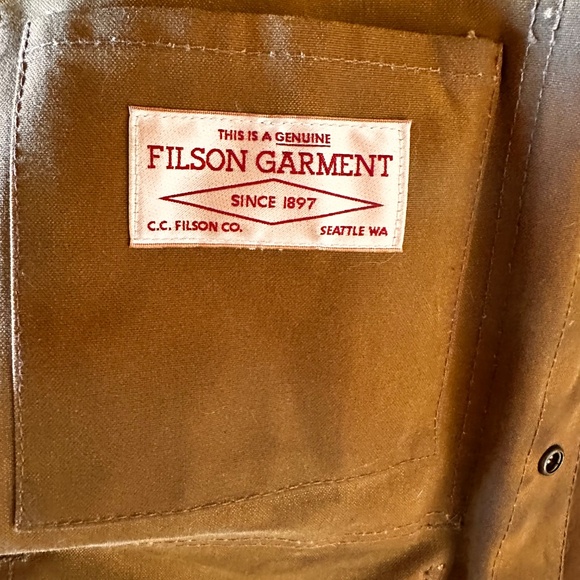 THIS IS A GENUINE
FILSON GARMENT
SINCE 1897
C.C. FILSON CO. SEATTLE WA